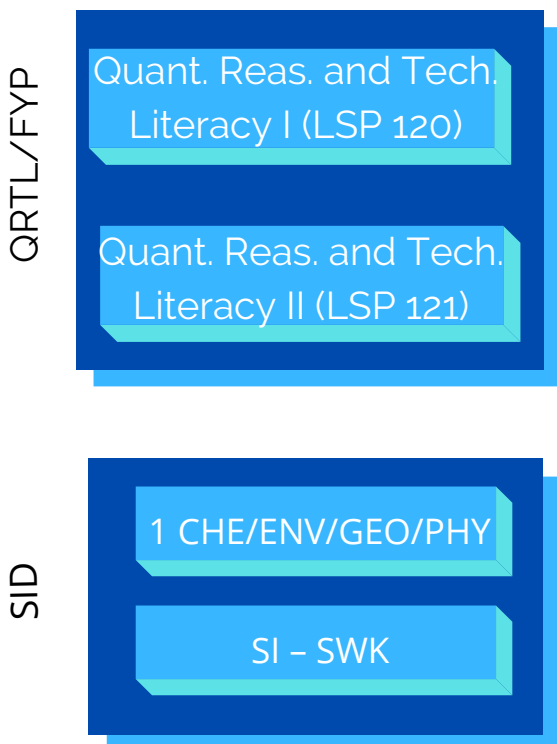 QRTL/FYP
Quant. Reas. and Tech.
Literacy I (LSP 120)
Quant. Reas. and Tech.
Literacy II (LSP 121)
SID
1 CHE/ENV/GEO/PHY
SI – SWK